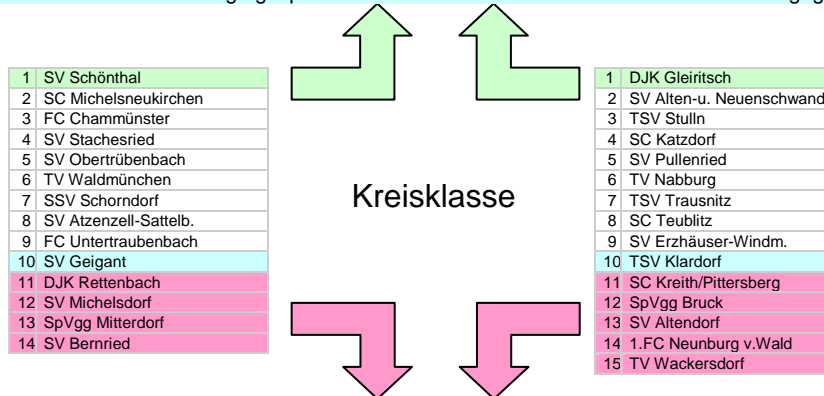 1 SV Schönthal
2 SC Michelsneukirchen
3 FC Chammünster
4 SV Stachesried
5 SV Obertrübenbach
6 TV Waldmünchen
7 SSV Schorndorf
8 SV Atzenzell-Sattelb.
9 FC Untertraubenbach
10 SV Geigant
11 DJK Rettenbach
12 SV Michelsdorf
13 SpVgg Mitterdorf
14 SV Bernried
Kreisklasse
1 DJK Gleiritsch
2 SV Alten-u. Neuenschwand
3 TSV Stulln
4 SC Katzdorf
5 SV Pullenried
6 TV Nabburg
7 TSV Trausnitz
8 SC Teublitz
9 SV Erzhäuser-Windm.
10 TSV Klardorf
11 SC Kreith/Pittersberg
12 SpVgg Bruck
13 SV Altendorf
14 1.FC Neunburg v.Wald
15 TV Wackersdorf